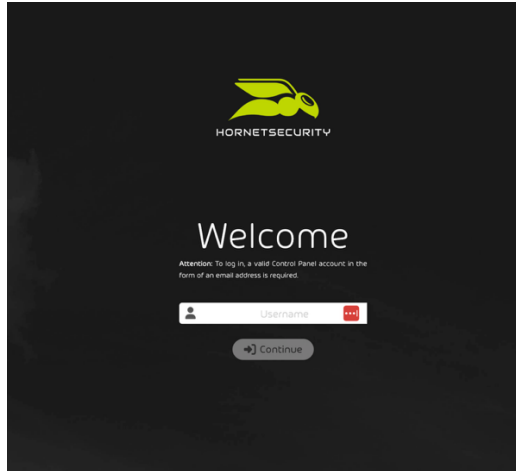 HORNETSECURITY
Welcome
Attention: To log in, a valid Control Panel account in the
form of an email address is required.
Username
Continue